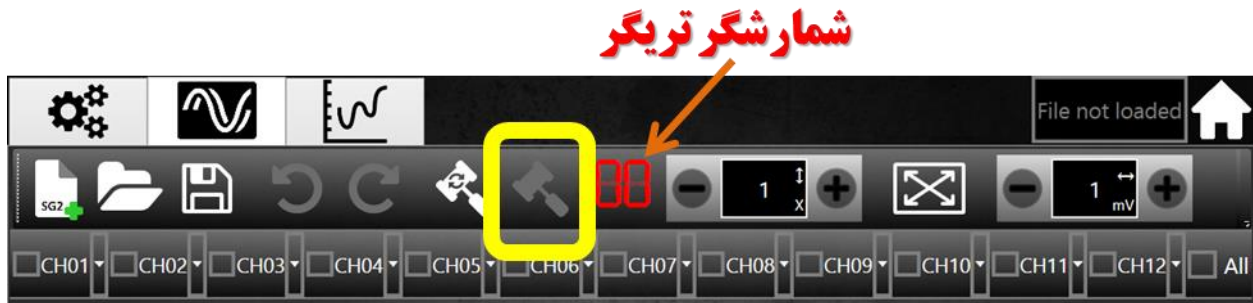 شمارشگر تریگر
File not loaded
SG2
1 X
1 mV
CH01 CH02 CH03 CH04 CH05 CH06 CH07 CH08 CH09 CH10 CH11 CH12 All